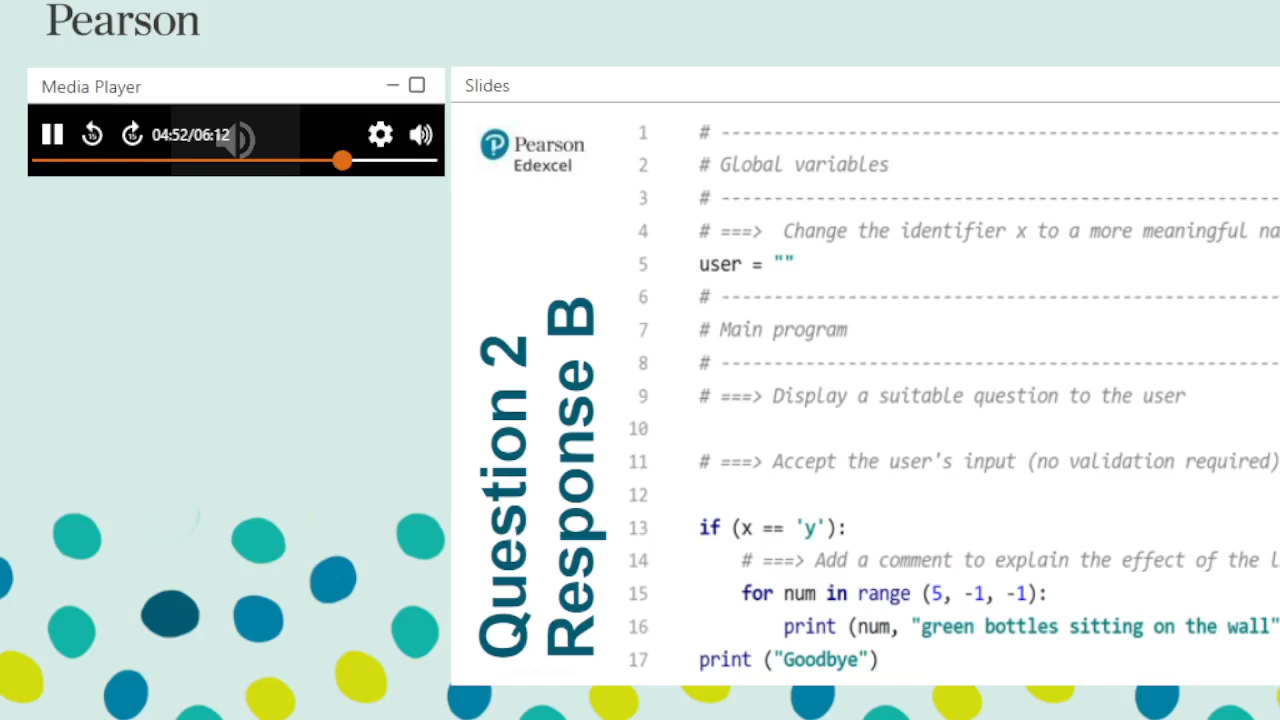 Pearson
Media Player
04:52/06:12
Slides
Pearson
Edexcel
Question 2
Response B
1 # -----------------------------------------------------
2 # Global variables
3 # -----------------------------------------------------
4 # ===> Change the identifier x to a more meaningful na
5 user = ""
6 # -----------------------------------------------------
7 # Main program
8 # -----------------------------------------------------
9 # ===> Display a suitable question to the user
10
11 # ===> Accept the user's input (no validation required)
12
13 if (x == 'y'):
14 # ===> Add a comment to explain the effect of the l
15 for num in range (5, -1, -1):
16 print (num, "green bottles sitting on the wall"
17 print ("Goodbye")